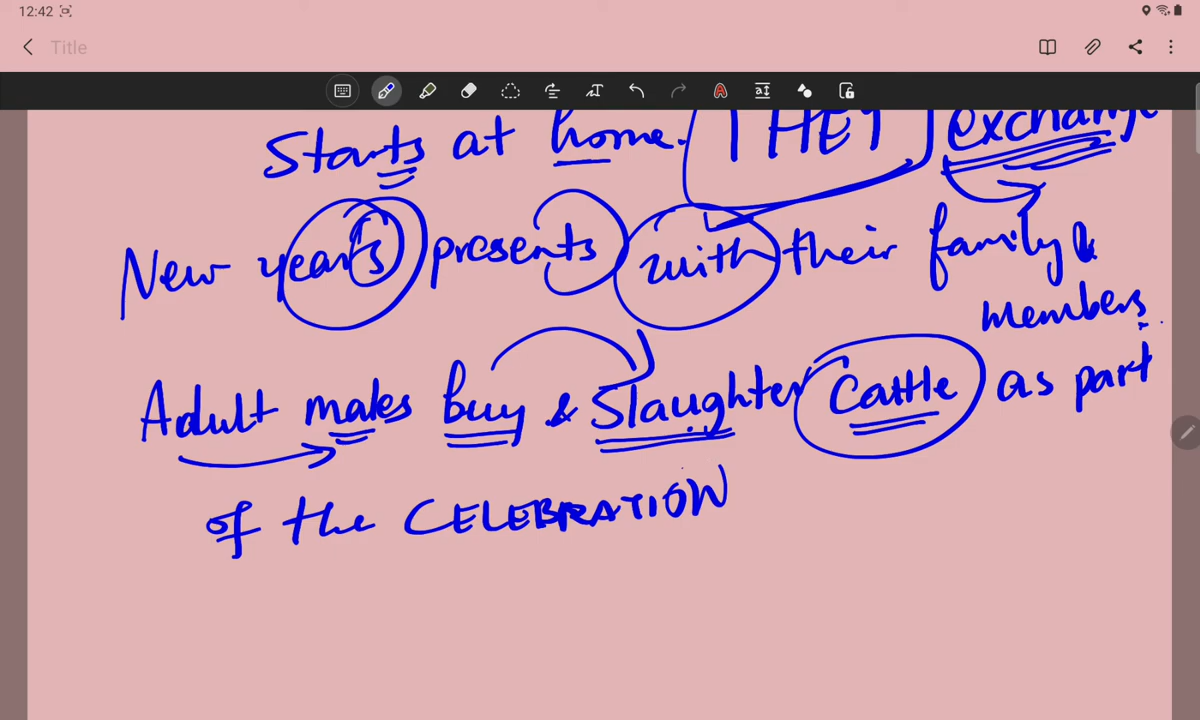 12:42
Title
Starts at home. THEY exchange
New year's presents with their family
members
Adult males buy & Slaughter Cattle as part
of the CELEBRATION